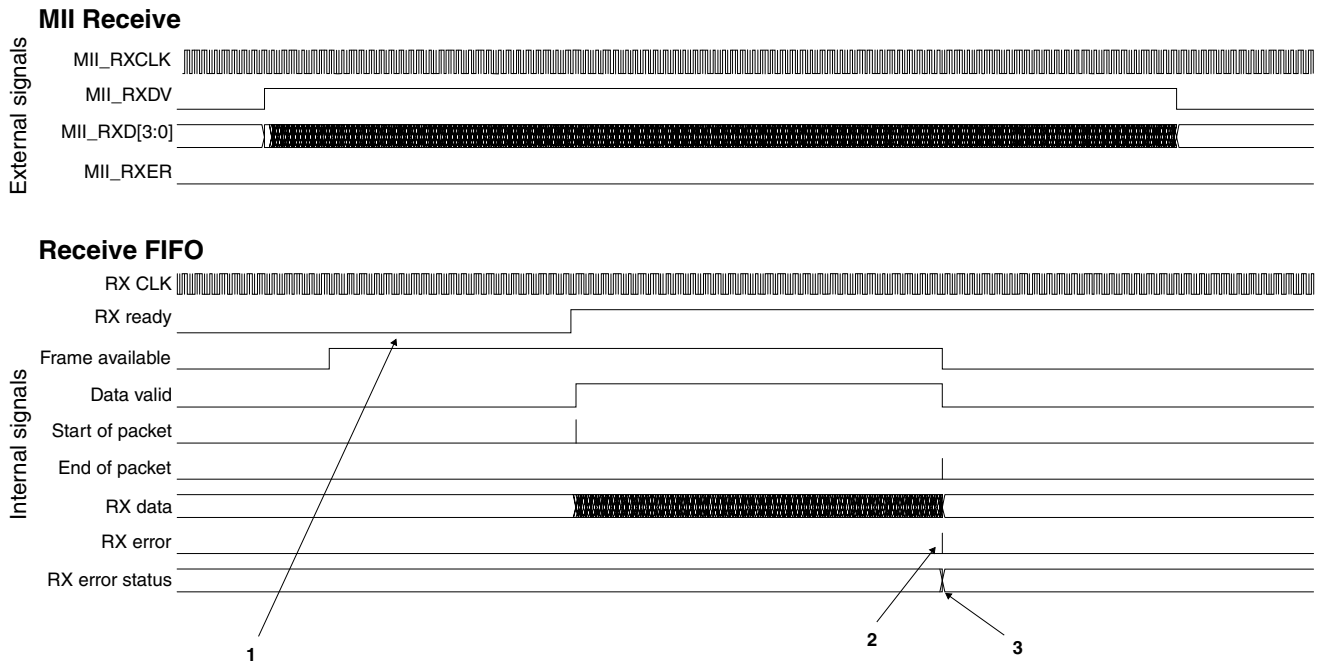 MII Receive
External signals
MII_RXCLK
MII_RXDV
MII_RXD[3:0]
MII_RXER
Receive FIFO
Internal signals
RX CLK
RX ready
Frame available
Data valid
Start of packet
End of packet
RX data
RX error
RX error status
1
2
3